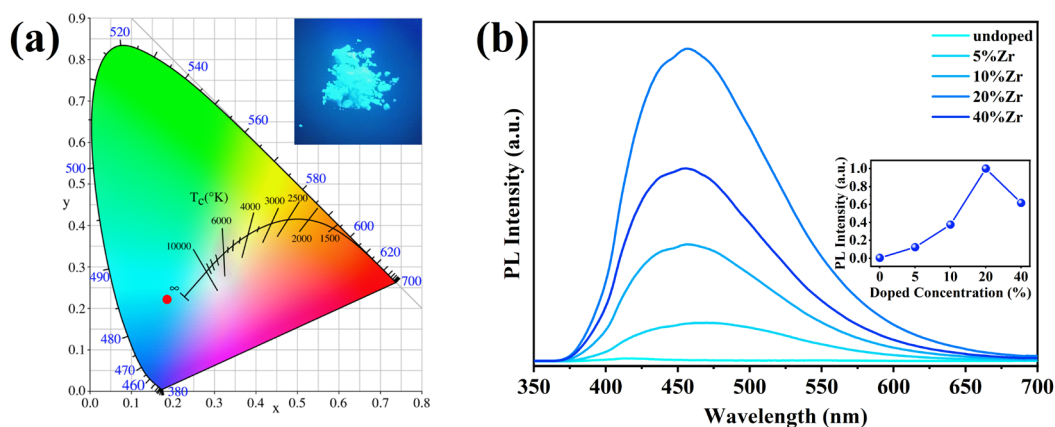 (a)
0.9
0.8
0.7
0.6
0.5
y
0.4
0.3
0.2
0.1
0.0
0.0 0.1 0.2 0.3 0.4 0.5 0.6 0.7 0.8
x
520
540
560
500
580
600
620
700
490
480
470
460
380
Tc(°K)
∞
10000
6000
4000
3000
2500
2000
1500
(b)
PL Intensity (a.u.)
undoped
5%Zr
10%Zr
20%Zr
40%Zr
PL Intensity (a.u.)
1.0
0.8
0.6
0.4
0.2
0.0
0 5 10 20 40
Doped Concentration (%)
350 400 450 500 550 600 650 700
Wavelength (nm)